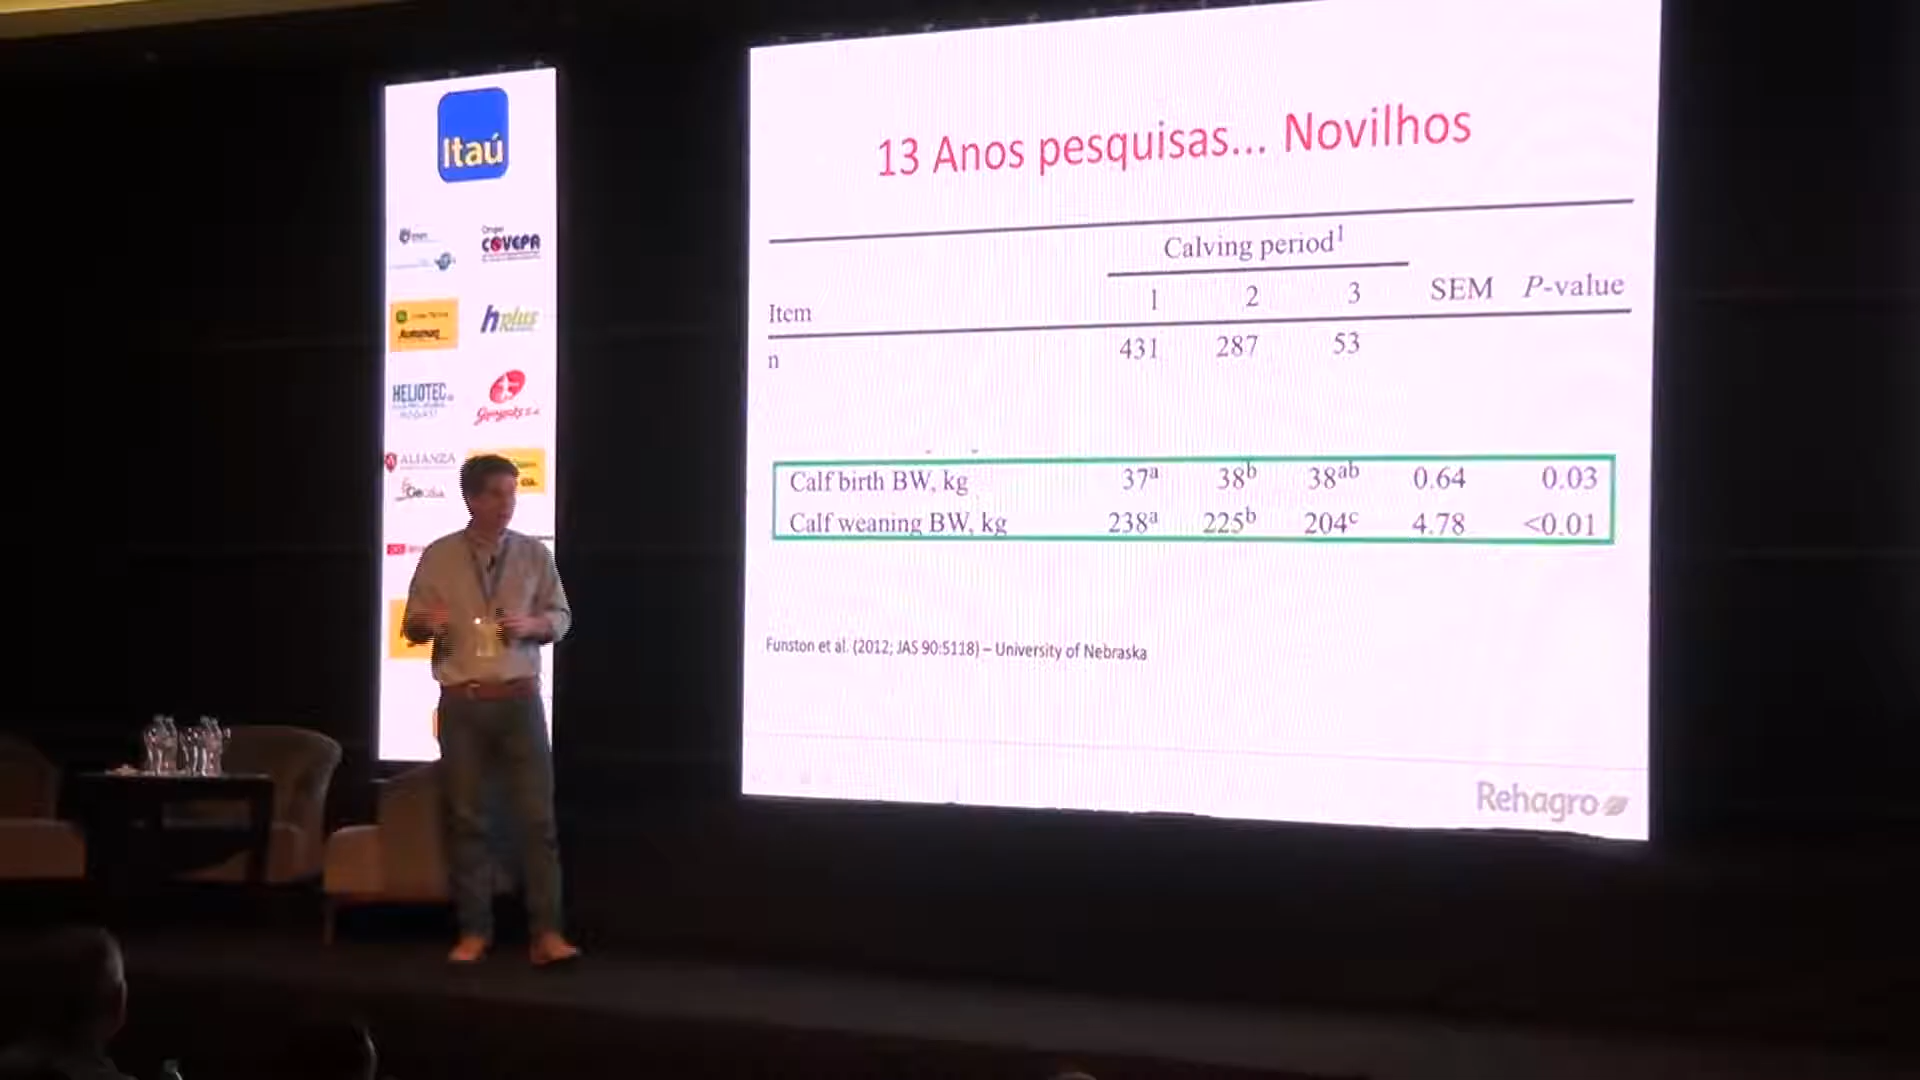 Itaú
Grupo
COVEPA
hplus
HELIOTEC
ALIANZA
13 Anos pesquisas... Novilhos
Calving period¹
Item 1 2 3 SEM P-value
n 431 287 53
Calf birth BW, kg 37ᵃ 38ᵇ 38ᵃᵇ 0.64 0.03
Calf weaning BW, kg 238ᵃ 225ᵇ 204ᶜ 4.78 <0.01
Funston et al. (2012; JAS 90:5118) – University of Nebraska
Rehagro